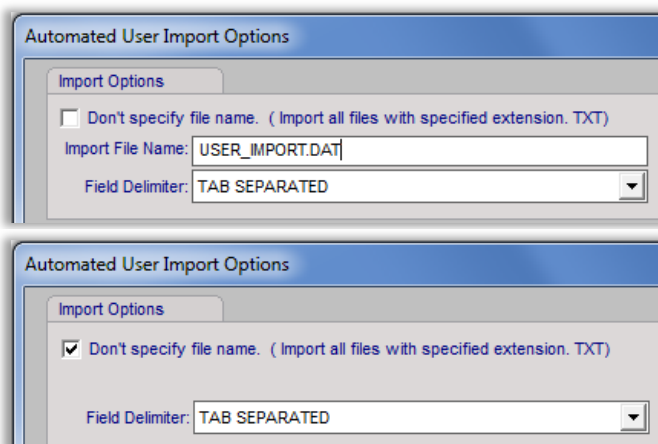 Automated User Import Options
Import Options
Don't specify file name. ( Import all files with specified extension. TXT)
Import File Name: USER_IMPORT.DAT
Field Delimiter: TAB SEPARATED
Automated User Import Options
Import Options
Don't specify file name. ( Import all files with specified extension. TXT)
Field Delimiter: TAB SEPARATED